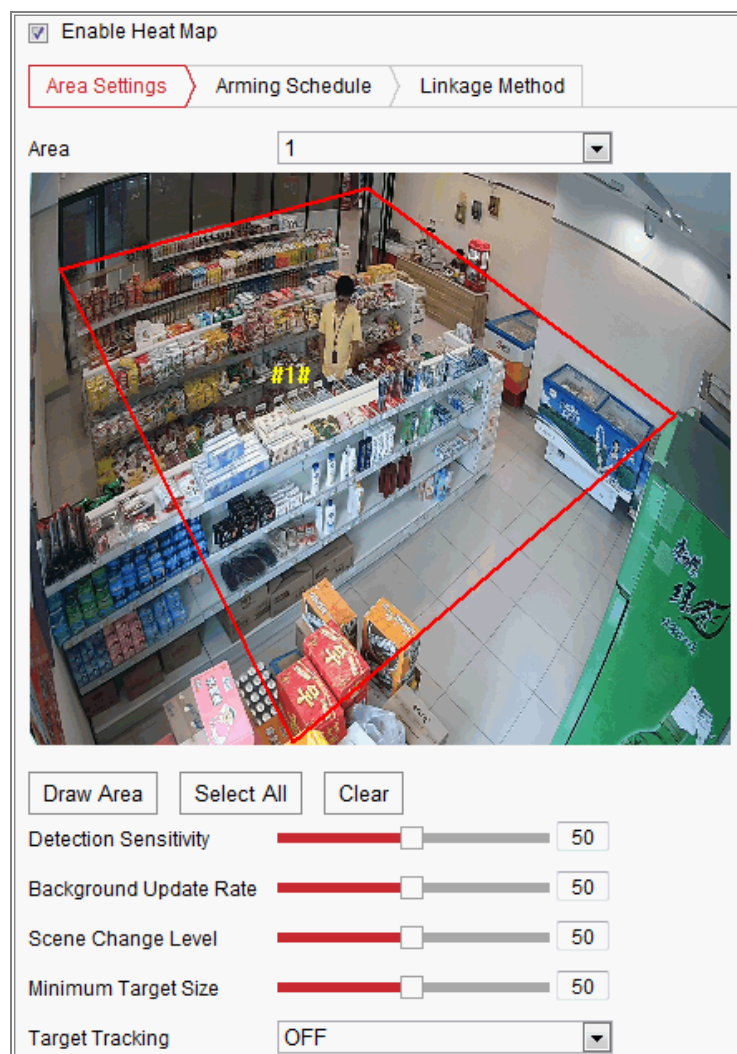 Enable Heat Map
Area Settings
Arming Schedule
Linkage Method
Area
1
#1#
Draw Area
Select All
Clear
Detection Sensitivity
50
Background Update Rate
50
Scene Change Level
50
Minimum Target Size
50
Target Tracking
OFF